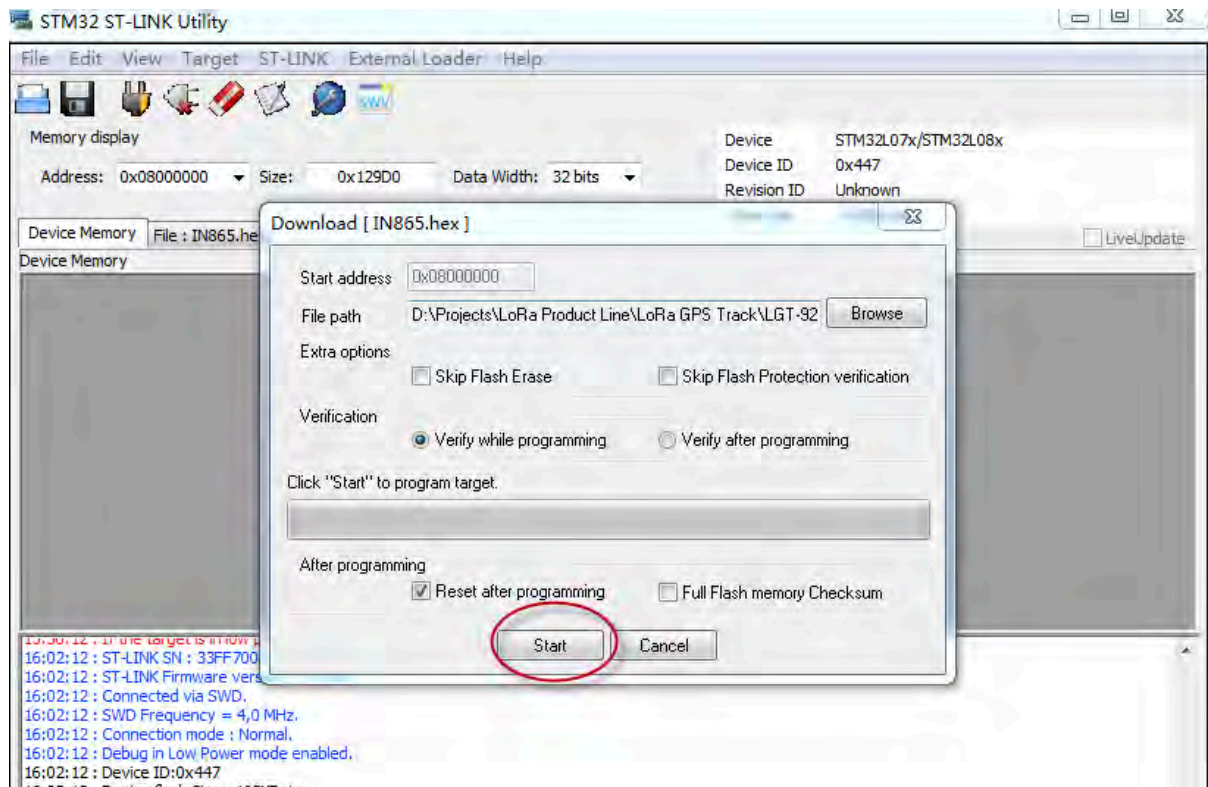 STM32 ST-LINK Utility
File Edit View Target ST-LINK External Loader Help
SWV
Memory display
Address: 0x08000000 Size: 0x129D0 Data Width: 32 bits
Device STM32L07x/STM32L08x
Device ID 0x447
Revision ID Unknown
Device Memory File : IN865.he
LiveUpdate
Device Memory
Download [ IN865.hex ]
Start address 0x08000000
File path D:\Projects\LoRa Product Line\LoRa GPS Track\LGT-92 Browse
Extra options
Skip Flash Erase Skip Flash Protection verification
Verification
Verify while programming Verify after programming
Click "Start" to program target.
After programming
Reset after programming Full Flash memory Checksum
Start Cancel
16:02:12 : ST-LINK SN : 33FF700
16:02:12 : ST-LINK Firmware vers
16:02:12 : Connected via SWD.
16:02:12 : SWD Frequency = 4,0 MHz.
16:02:12 : Connection mode : Normal.
16:02:12 : Debug in Low Power mode enabled.
16:02:12 : Device ID:0x447